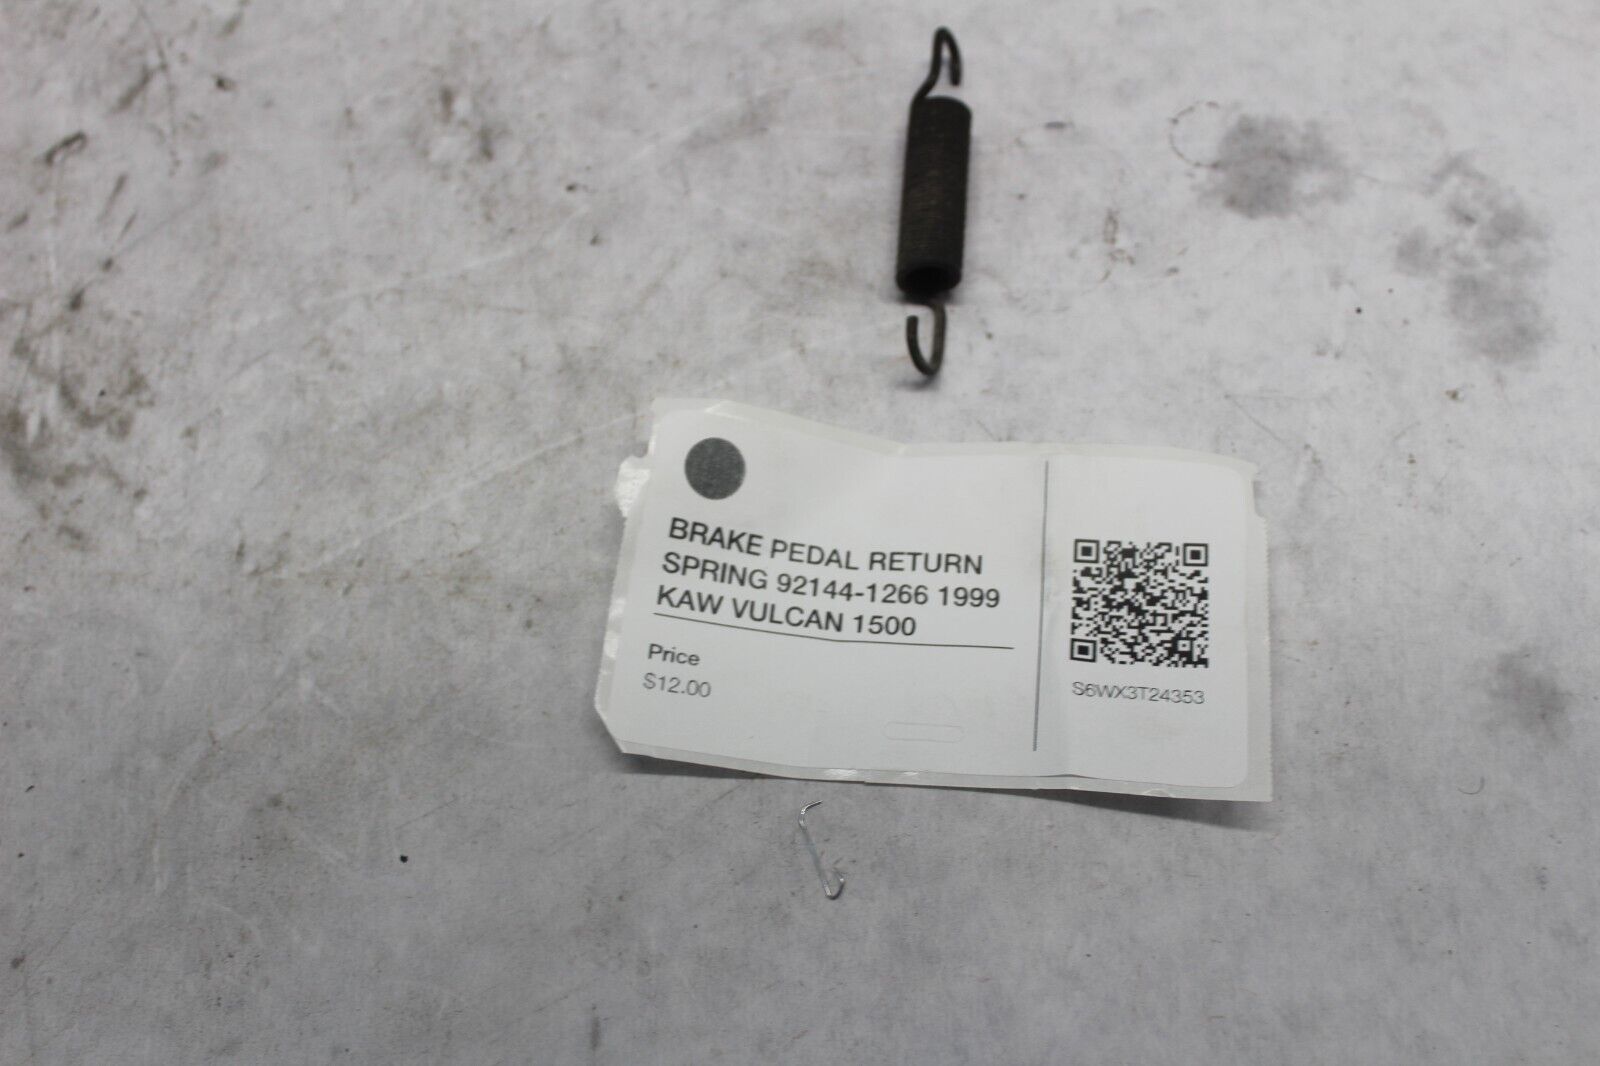 BRAKE PEDAL RETURN
SPRING 92144-1266 1999
KAW VULCAN 1500
Price
$12.00
S6WX3T24353